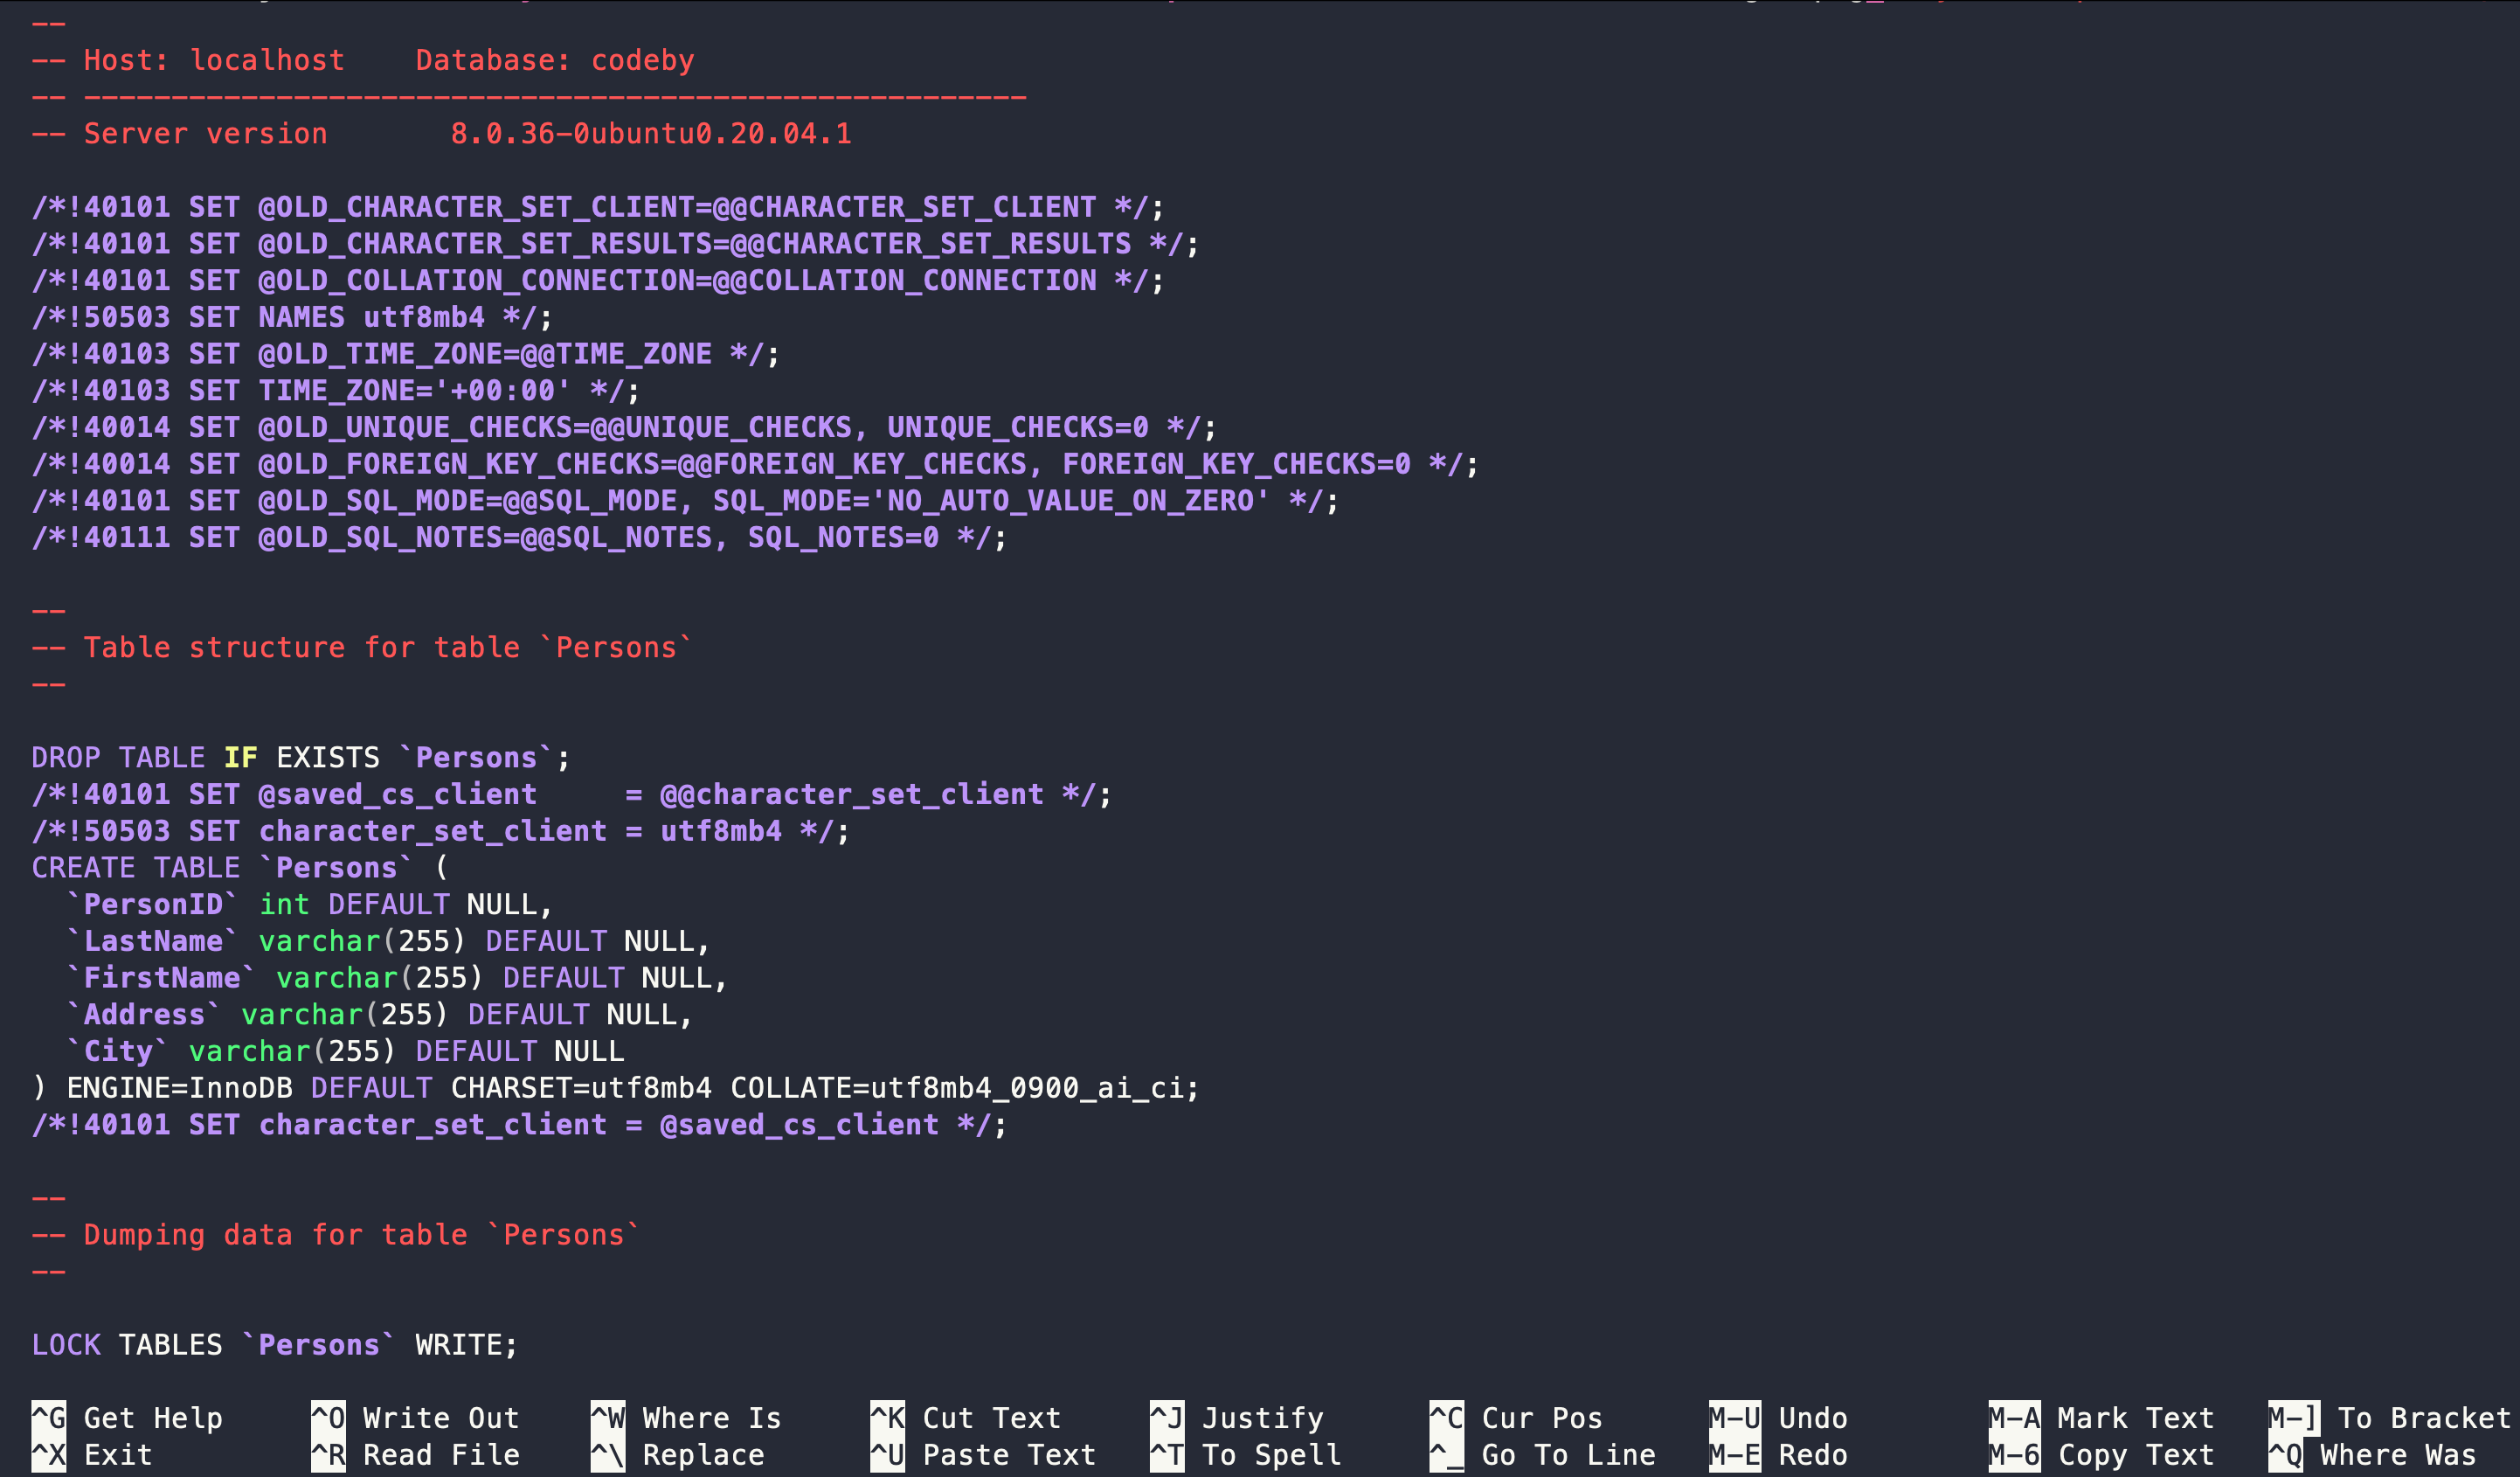 --
-- Host: localhost    Database: codeby
-- ------------------------------------------------------
-- Server version       8.0.36-0ubuntu0.20.04.1
/*!40101 SET @OLD_CHARACTER_SET_CLIENT=@@CHARACTER_SET_CLIENT */;
/*!40101 SET @OLD_CHARACTER_SET_RESULTS=@@CHARACTER_SET_RESULTS */;
/*!40101 SET @OLD_COLLATION_CONNECTION=@@COLLATION_CONNECTION */;
/*!50503 SET NAMES utf8mb4 */;
/*!40103 SET @OLD_TIME_ZONE=@@TIME_ZONE */;
/*!40103 SET TIME_ZONE='+00:00' */;
/*!40014 SET @OLD_UNIQUE_CHECKS=@@UNIQUE_CHECKS, UNIQUE_CHECKS=0 */;
/*!40014 SET @OLD_FOREIGN_KEY_CHECKS=@@FOREIGN_KEY_CHECKS, FOREIGN_KEY_CHECKS=0 */;
/*!40101 SET @OLD_SQL_MODE=@@SQL_MODE, SQL_MODE='NO_AUTO_VALUE_ON_ZERO' */;
/*!40111 SET @OLD_SQL_NOTES=@@SQL_NOTES, SQL_NOTES=0 */;
--
-- Table structure for table `Persons`
--
DROP TABLE IF EXISTS `Persons`;
/*!40101 SET @saved_cs_client     = @@character_set_client */;
/*!50503 SET character_set_client = utf8mb4 */;
CREATE TABLE `Persons` (
  `PersonID` int DEFAULT NULL,
  `LastName` varchar(255) DEFAULT NULL,
  `FirstName` varchar(255) DEFAULT NULL,
  `Address` varchar(255) DEFAULT NULL,
  `City` varchar(255) DEFAULT NULL
) ENGINE=InnoDB DEFAULT CHARSET=utf8mb4 COLLATE=utf8mb4_0900_ai_ci;
/*!40101 SET character_set_client = @saved_cs_client */;
--
-- Dumping data for table `Persons`
--
LOCK TABLES `Persons` WRITE;
^G Get Help     ^O Write Out    ^W Where Is     ^K Cut Text     ^J Justify      ^C Cur Pos      M-U Undo        M-A Mark Text   M-] To Bracket
^X Exit         ^R Read File    ^\ Replace      ^U Paste Text   ^T To Spell     ^_ Go To Line   M-E Redo        M-6 Copy Text   ^Q Where Was